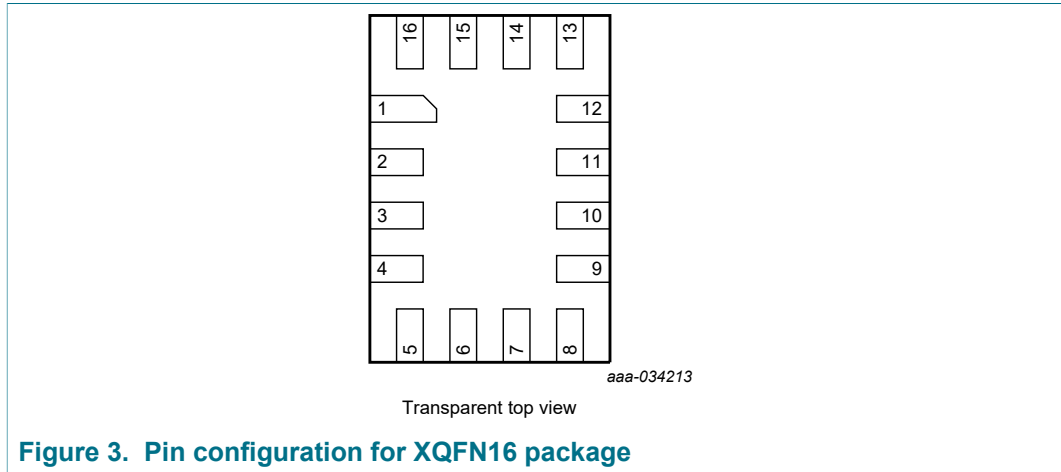 16 15 14 13
1 12
2 11
3 10
4 9
5 6 7 8
aaa-034213
Transparent top view
Figure 3. Pin configuration for XQFN16 package